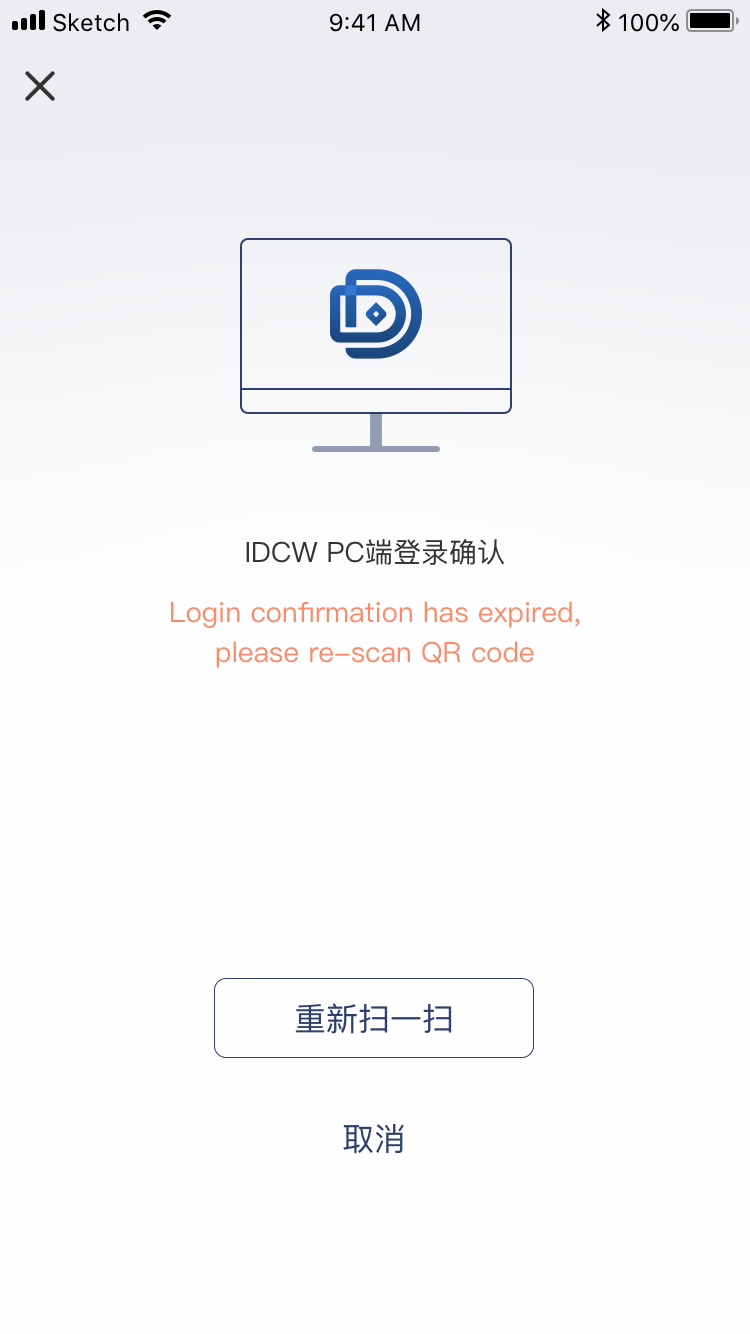 Sketch 9:41 AM 100%
IDCW PC端登录确认
Login confirmation has expired,
please re-scan QR code
重新扫一扫
取消